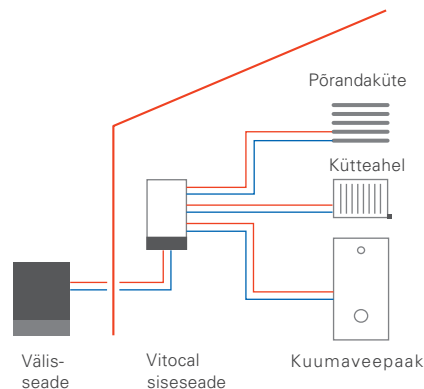 Põrandaküte
Kütteahel
Välis-
seade
Vitocal
siseseade
Kuumaveepaak